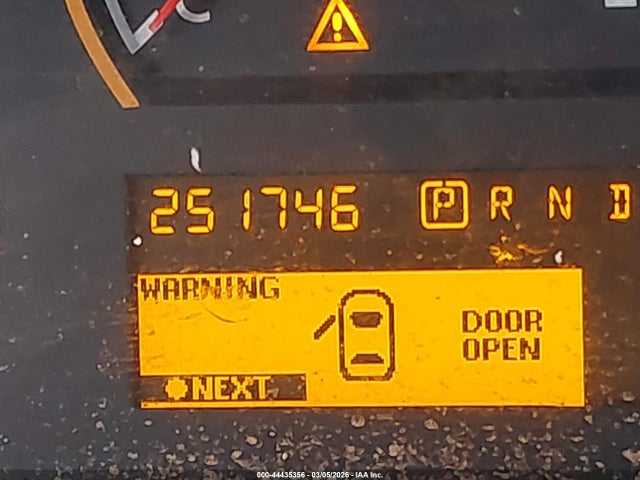 251746 P R N D
WARNING
DOOR
OPEN
NEXT
000-44435356 - 03/05/2026 - IAA Inc.